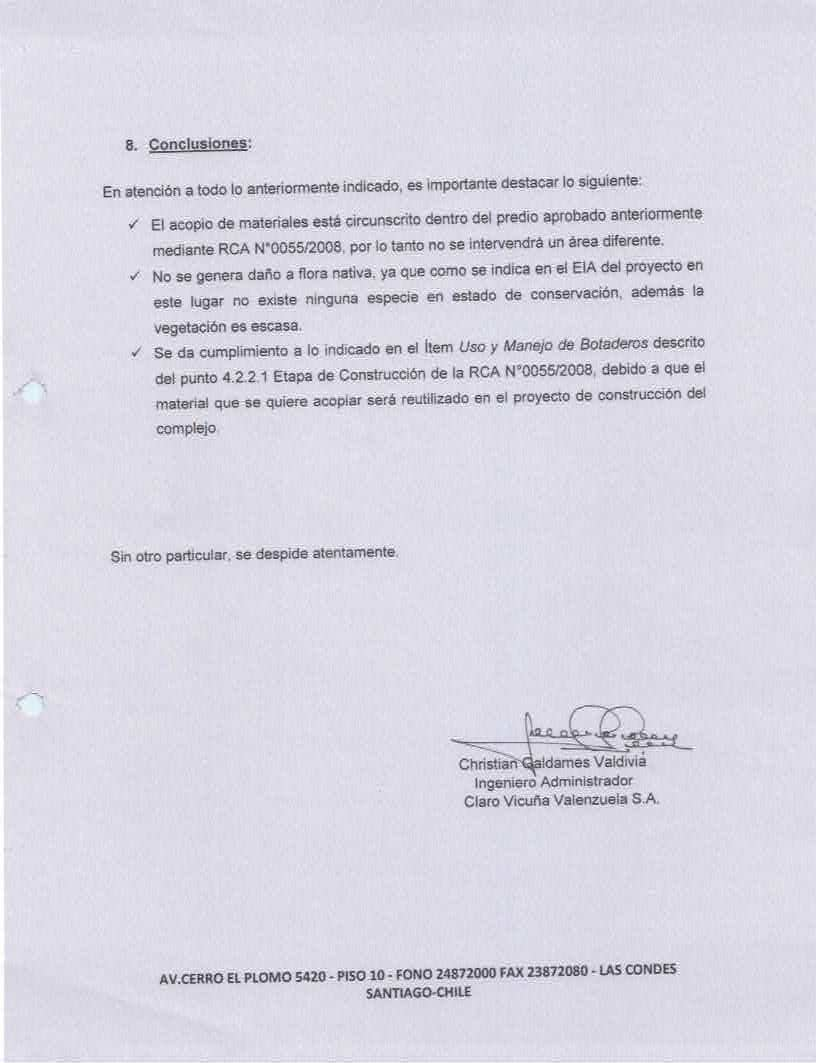 8. Conclusiones:
En atención a todo lo anteriormente indicado, es importante destacar lo siguiente:
✓ El acopio de materiales está circunscrito dentro del predio aprobado anteriormente
mediante RCA N°0055/2008, por lo tanto no se intervendrá un área diferente.
✓ No se genera daño a flora nativa, ya que como se indica en el EIA del proyecto en
este lugar no existe ninguna especie en estado de conservación, además la
vegetación es escasa.
✓ Se da cumplimiento a lo indicado en el Ítem Uso y Manejo de Botaderos descrito
del punto 4.2.2.1 Etapa de Construcción de la RCA N°0055/2008, debido a que el
material que se quiere acopiar será reutilizado en el proyecto de construcción del
complejo.
Sin otro particular, se despide atentamente.
Christian Galdames Valdivia
Ingeniero Administrador
Claro Vicuña Valenzuela S.A.
AV.CERRO EL PLOMO 5420 - PISO 10 - FONO 24872000 FAX 23872080 - LAS CONDES
SANTIAGO-CHILE